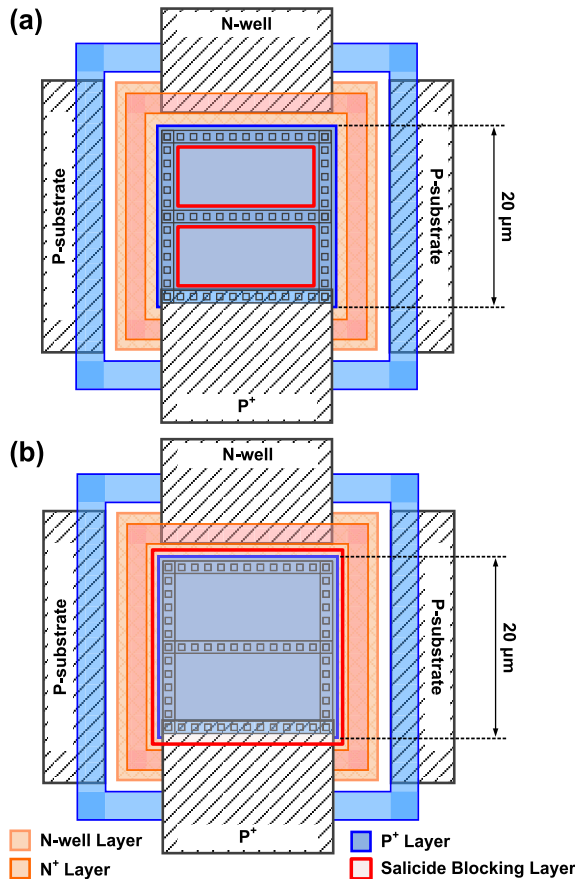 (a)
N-well
P-substrate
P-substrate
20 μm
P+
(b)
N-well
P-substrate
P-substrate
20 μm
P+
N-well Layer
P+ Layer
N+ Layer
Salicide Blocking Layer